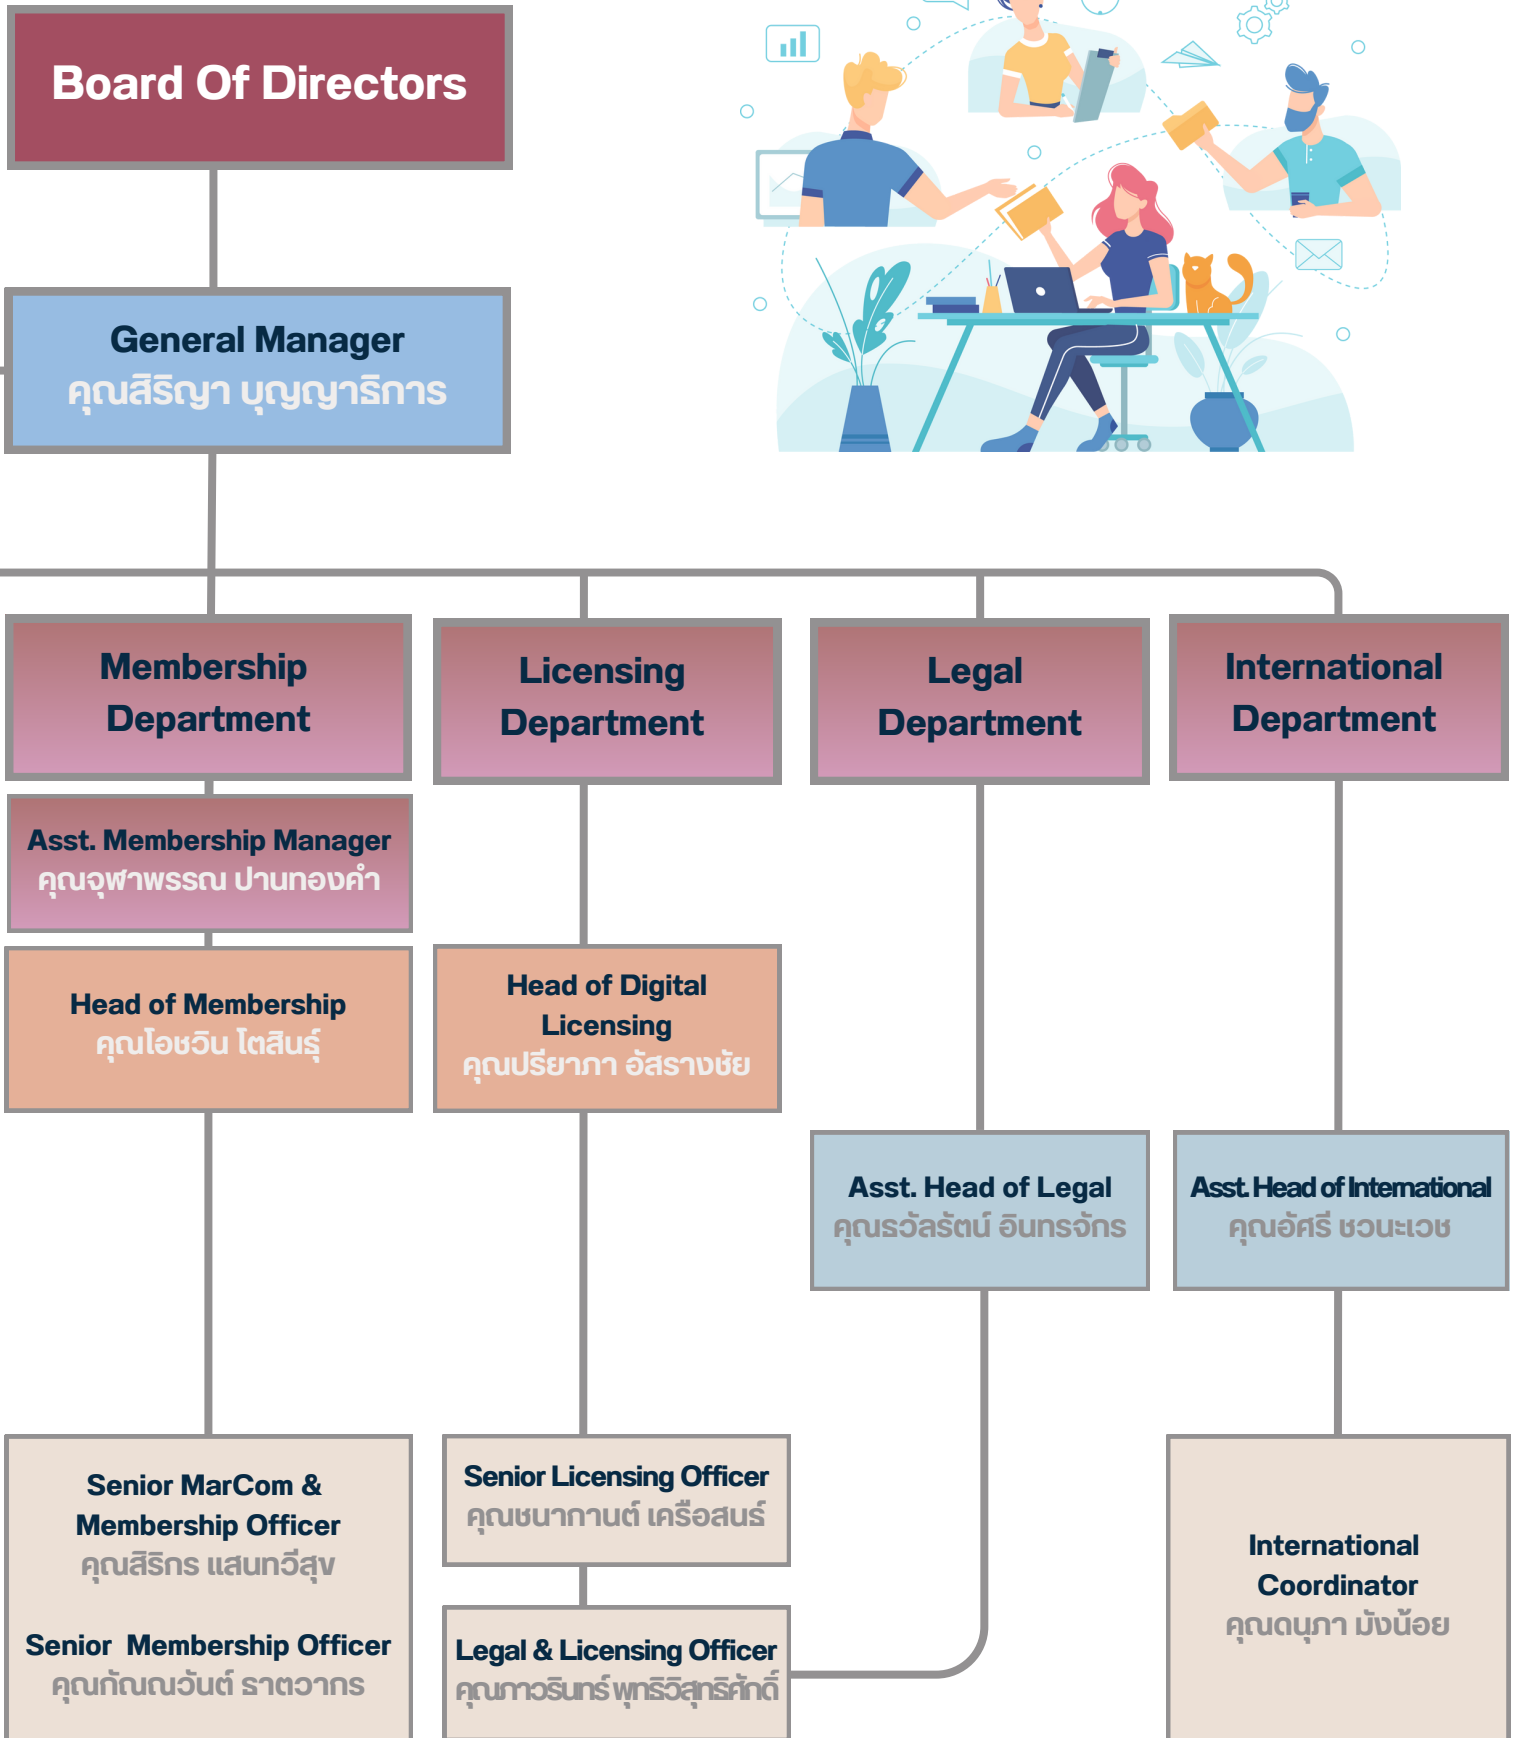 Board Of Directors
General Manager
คุณสิริญา บุญญาธิการ
Membership
Department
Licensing
Department
Legal
Department
International
Department
Asst. Membership Manager
คุณจุฬาพรรณ ปานทองคำ
Head of Membership
คุณโอชวิน โตสินธุ์
Head of Digital
Licensing
คุณปรียาภา อัสรางชัย
Asst. Head of Legal
คุณธวัลรัตน์ อินทรจักร
Asst. Head of International
คุณอัศรี ชวนะเวช
Senior MarCom &
Membership Officer
คุณสิริกร แสนทวีสุข
Senior Membership Officer
คุณกัณณวันต์ ธาตวากร
Senior Licensing Officer
คุณชนากานต์ เครือสนธ์
Legal & Licensing Officer
คุณภาวรินทร์ พุทธิวิสุทธิศักดิ์
International
Coordinator
คุณดนุภา มังน้อย